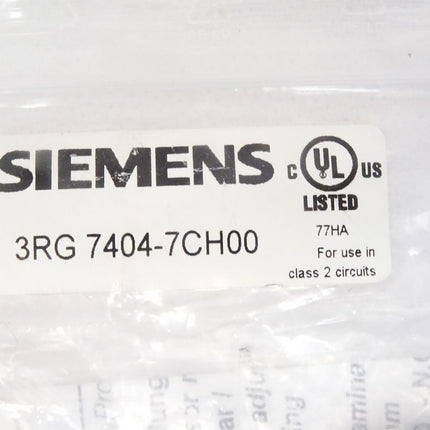 SIEMENS
C UL US
LISTED
3RG 7404-7CH00
77HA
For use in
class 2 circuits